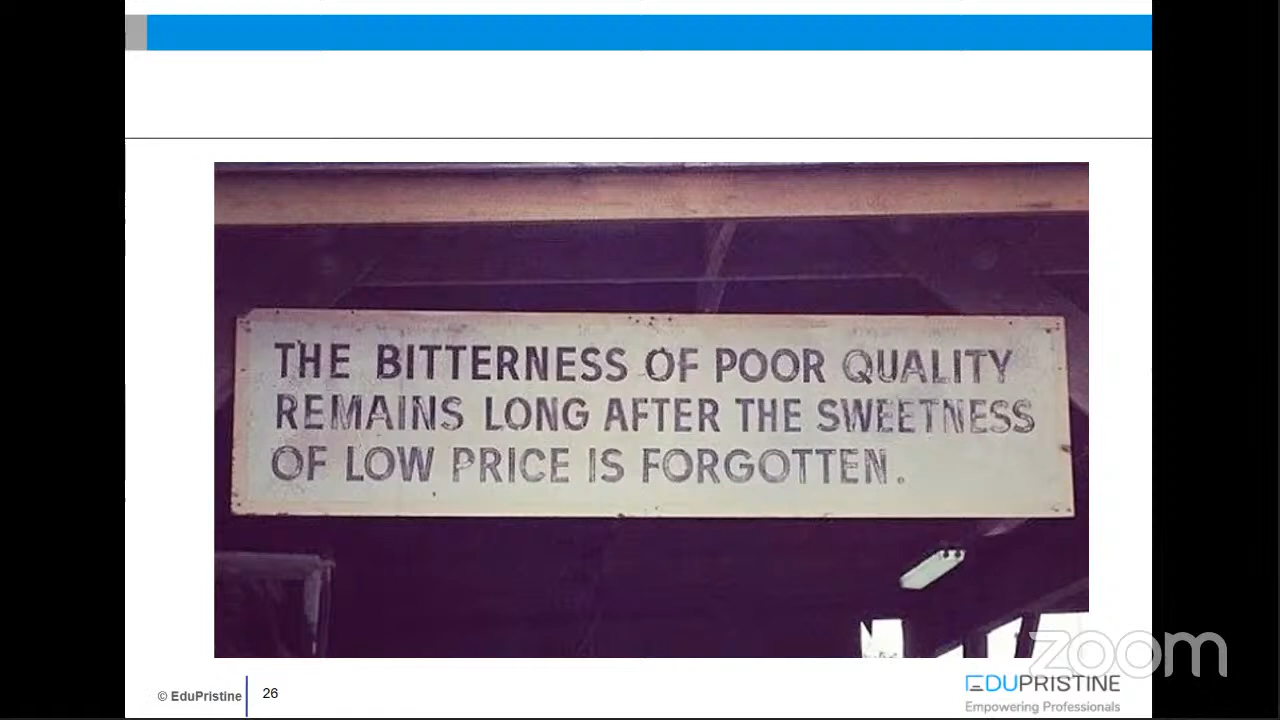 THE BITTERNESS OF POOR QUALITY
REMAINS LONG AFTER THE SWEETNESS
OF LOW PRICE IS FORGOTTEN.
zoom
© EduPristine
26
EDUPRISTINE
Empowering Professionals